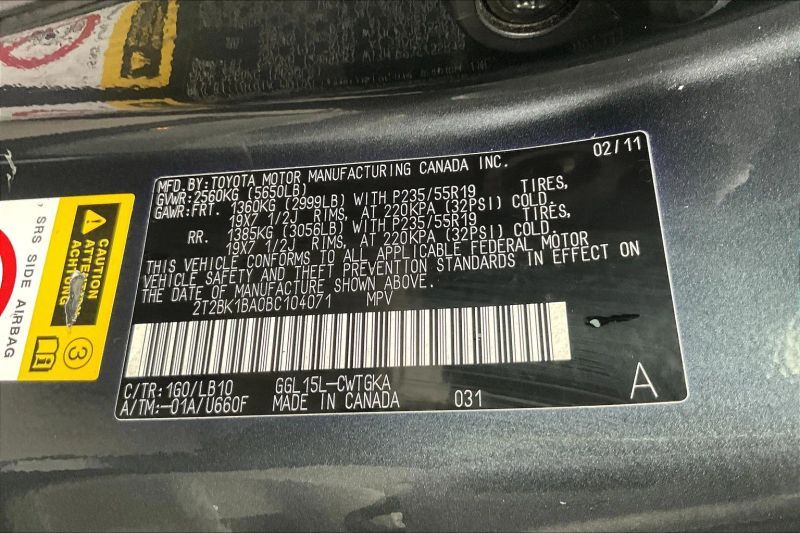 MFD.BY:TOYOTA MOTOR MANUFACTURING CANADA INC. 02/11
GVWR:2560KG (5650LB)
GAWR:FRT. 1360KG (2999LB) WITH P235/55R19 TIRES,
19X7 1/2J RIMS, AT 220KPA (32PSI) COLD.
RR. 1385KG (3056LB) WITH P235/55R19 TIRES,
19X7 1/2J RIMS, AT 220KPA (32PSI) COLD.
THIS VEHICLE CONFORMS TO ALL APPLICABLE FEDERAL MOTOR
VEHICLE SAFETY AND THEFT PREVENTION STANDARDS IN EFFECT ON
THE DATE OF MANUFACTURE SHOWN ABOVE.
2T2BK1BA0BC104071 MPV
C/TR:1G0/LB10 GGL15L-CWTGKA
A/TM:-01A/U660F MADE IN CANADA 031 A
SRS SIDE AIRBAG
CAUTION
ATTENTION
ACHTUNG
3